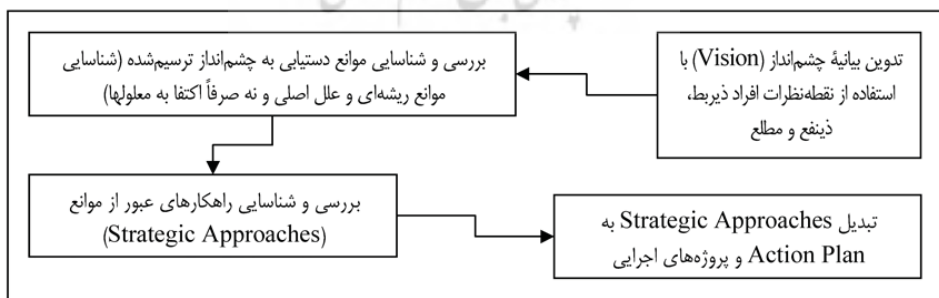 تدوین بیانیۀ چشم‌انداز (Vision) با
استفاده از نقطه‌نظرات افراد ذیربط،
ذینفع و مطلع
بررسی و شناسایی موانع دستیابی به چشم‌انداز ترسیم‌شده (شناسایی
موانع ریشه‌ای و علل اصلی و نه صرفاً اکتفا به معلولها)
بررسی و شناسایی راهکارهای عبور از موانع
(Strategic Approaches)
تبدیل Strategic Approaches به
Action Plan و پروژه‌های اجرایی